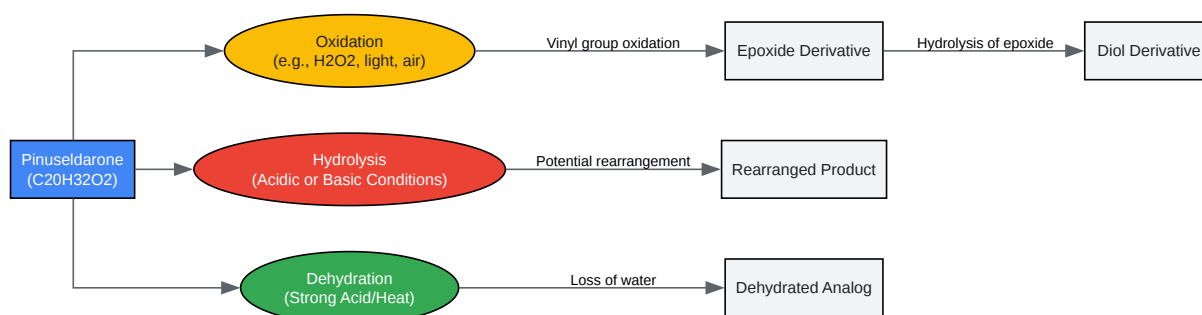 Oxidation
(e.g., H2O2, light, air)
Vinyl group oxidation
Epoxide Derivative
Hydrolysis of epoxide
Diol Derivative
Pinuseldarone
(C20H32O2)
Hydrolysis
(Acidic or Basic Conditions)
Potential rearrangement
Rearranged Product
Dehydration
(Strong Acid/Heat)
Loss of water
Dehydrated Analog